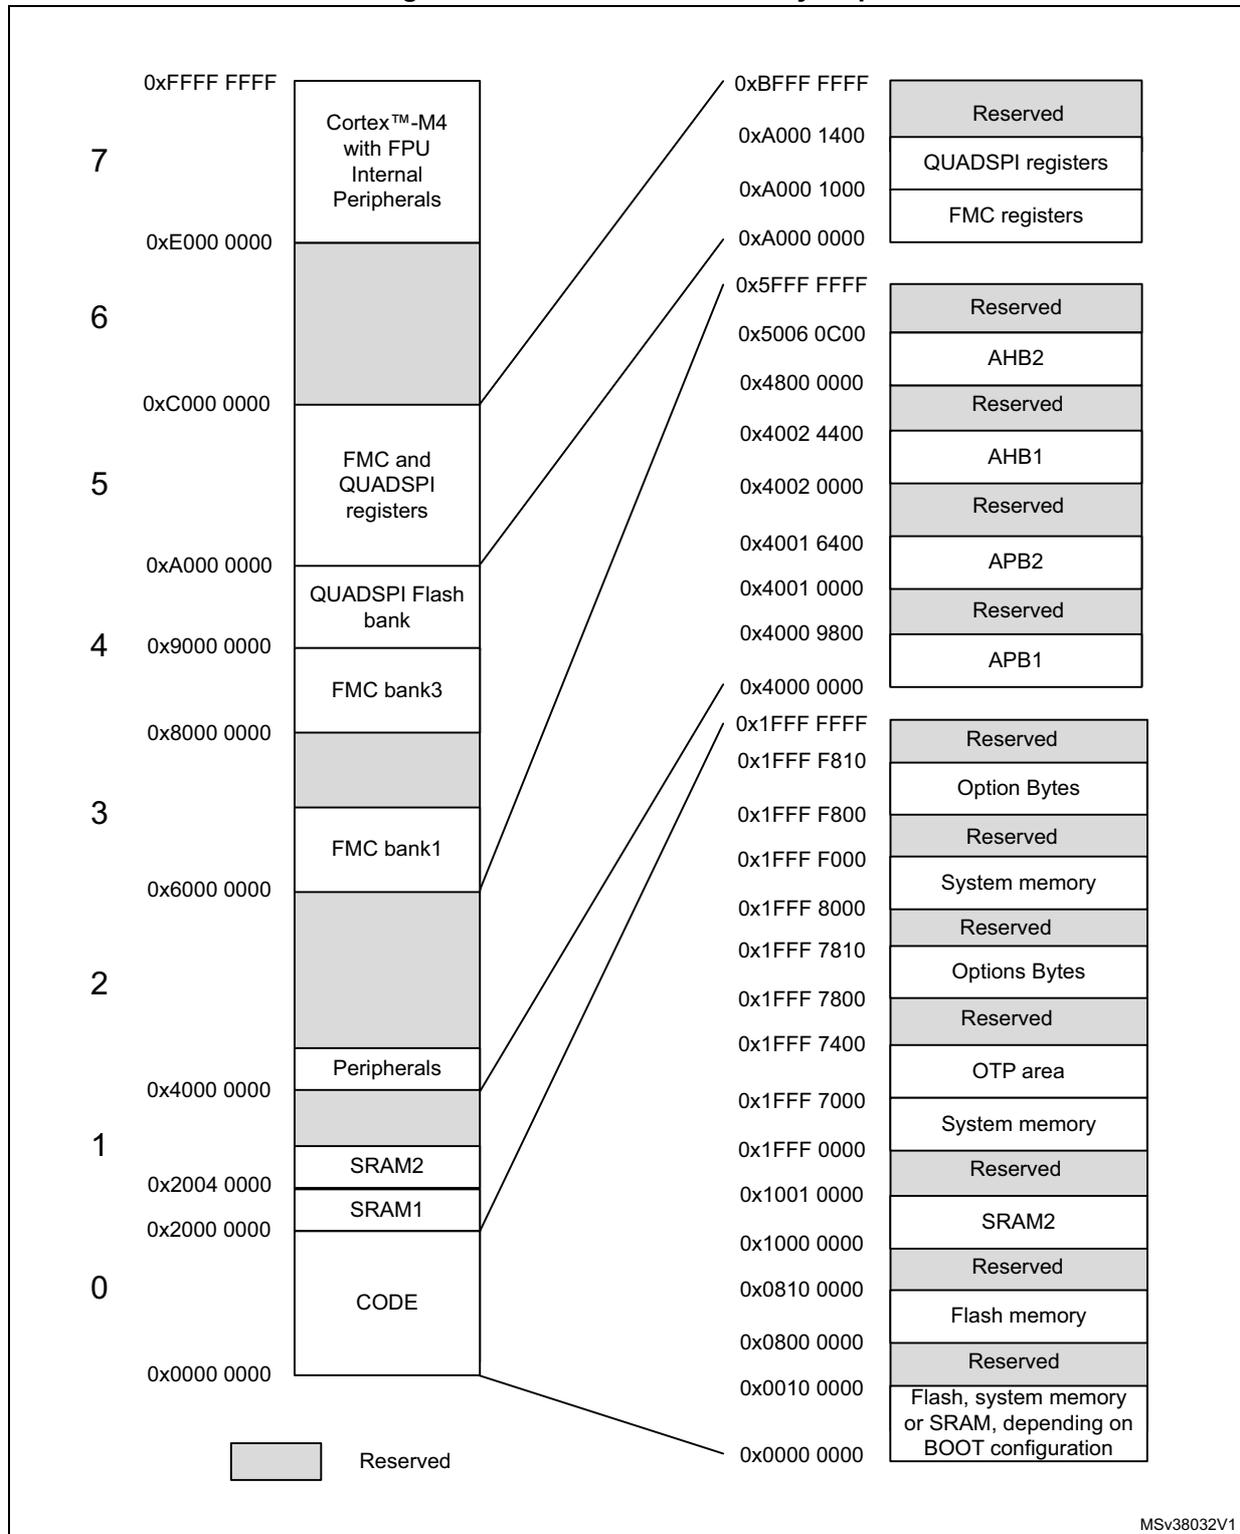 0xFFFF FFFF
Cortex™-M4
with FPU
Internal
Peripherals
7
0xE000 0000
6
0xC000 0000
FMC and
QUADSPI
registers
5
0xA000 0000
QUADSPI Flash
bank
4
0x9000 0000
FMC bank3
0x8000 0000
3
FMC bank1
0x6000 0000
2
Peripherals
0x4000 0000
1
SRAM2
0x2004 0000
SRAM1
0x2000 0000
0
CODE
0x0000 0000
Reserved
0xBFFF FFFF
Reserved
0xA000 1400
QUADSPI registers
0xA000 1000
FMC registers
0xA000 0000
0x5FFF FFFF
Reserved
0x5006 0C00
AHB2
0x4800 0000
Reserved
0x4002 4400
AHB1
0x4002 0000
Reserved
0x4001 6400
APB2
0x4001 0000
Reserved
0x4000 9800
APB1
0x4000 0000
0x1FFF FFFF
Reserved
0x1FFF F810
Option Bytes
0x1FFF F800
Reserved
0x1FFF F000
System memory
0x1FFF 8000
Reserved
0x1FFF 7810
Options Bytes
0x1FFF 7800
Reserved
0x1FFF 7400
OTP area
0x1FFF 7000
System memory
0x1FFF 0000
Reserved
0x1001 0000
SRAM2
0x1000 0000
Reserved
0x0810 0000
Flash memory
0x0800 0000
Reserved
0x0010 0000
Flash, system memory
or SRAM, depending on
BOOT configuration
0x0000 0000
MSv38032V1